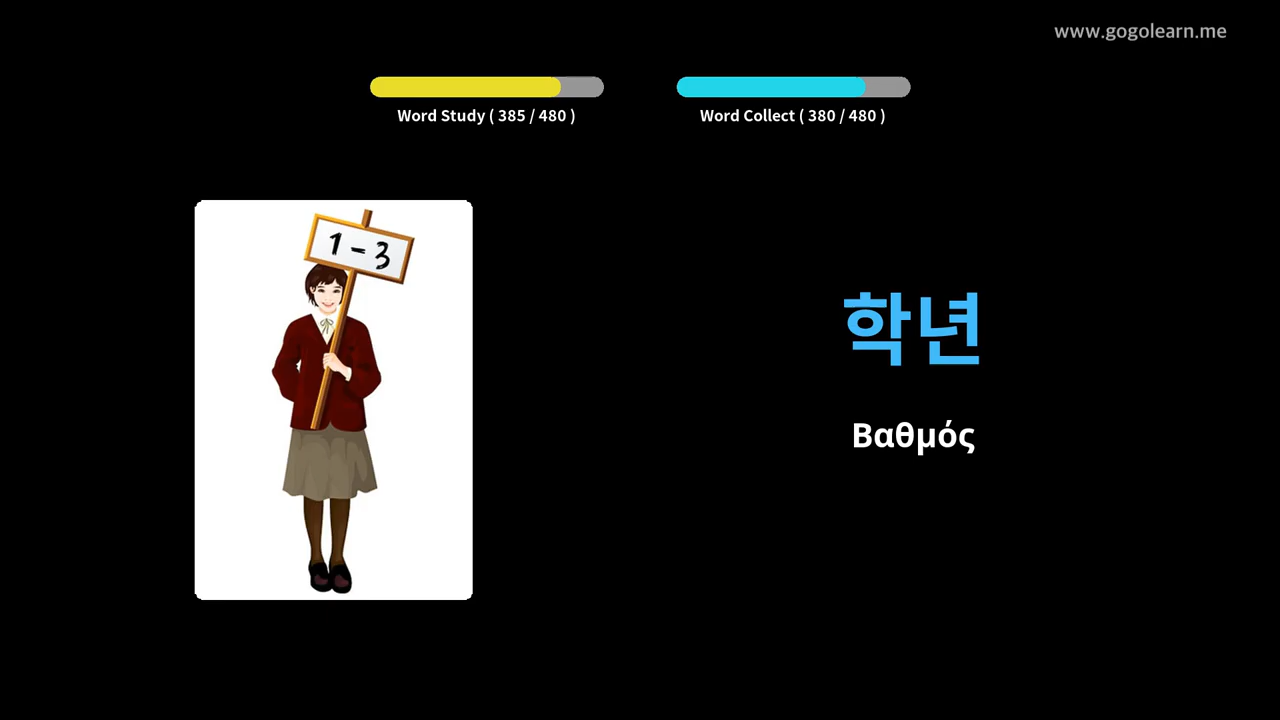 www.gogolearn.me
Word Study ( 385 / 480 )
Word Collect ( 380 / 480 )
1 - 3
학년
Βαθμός